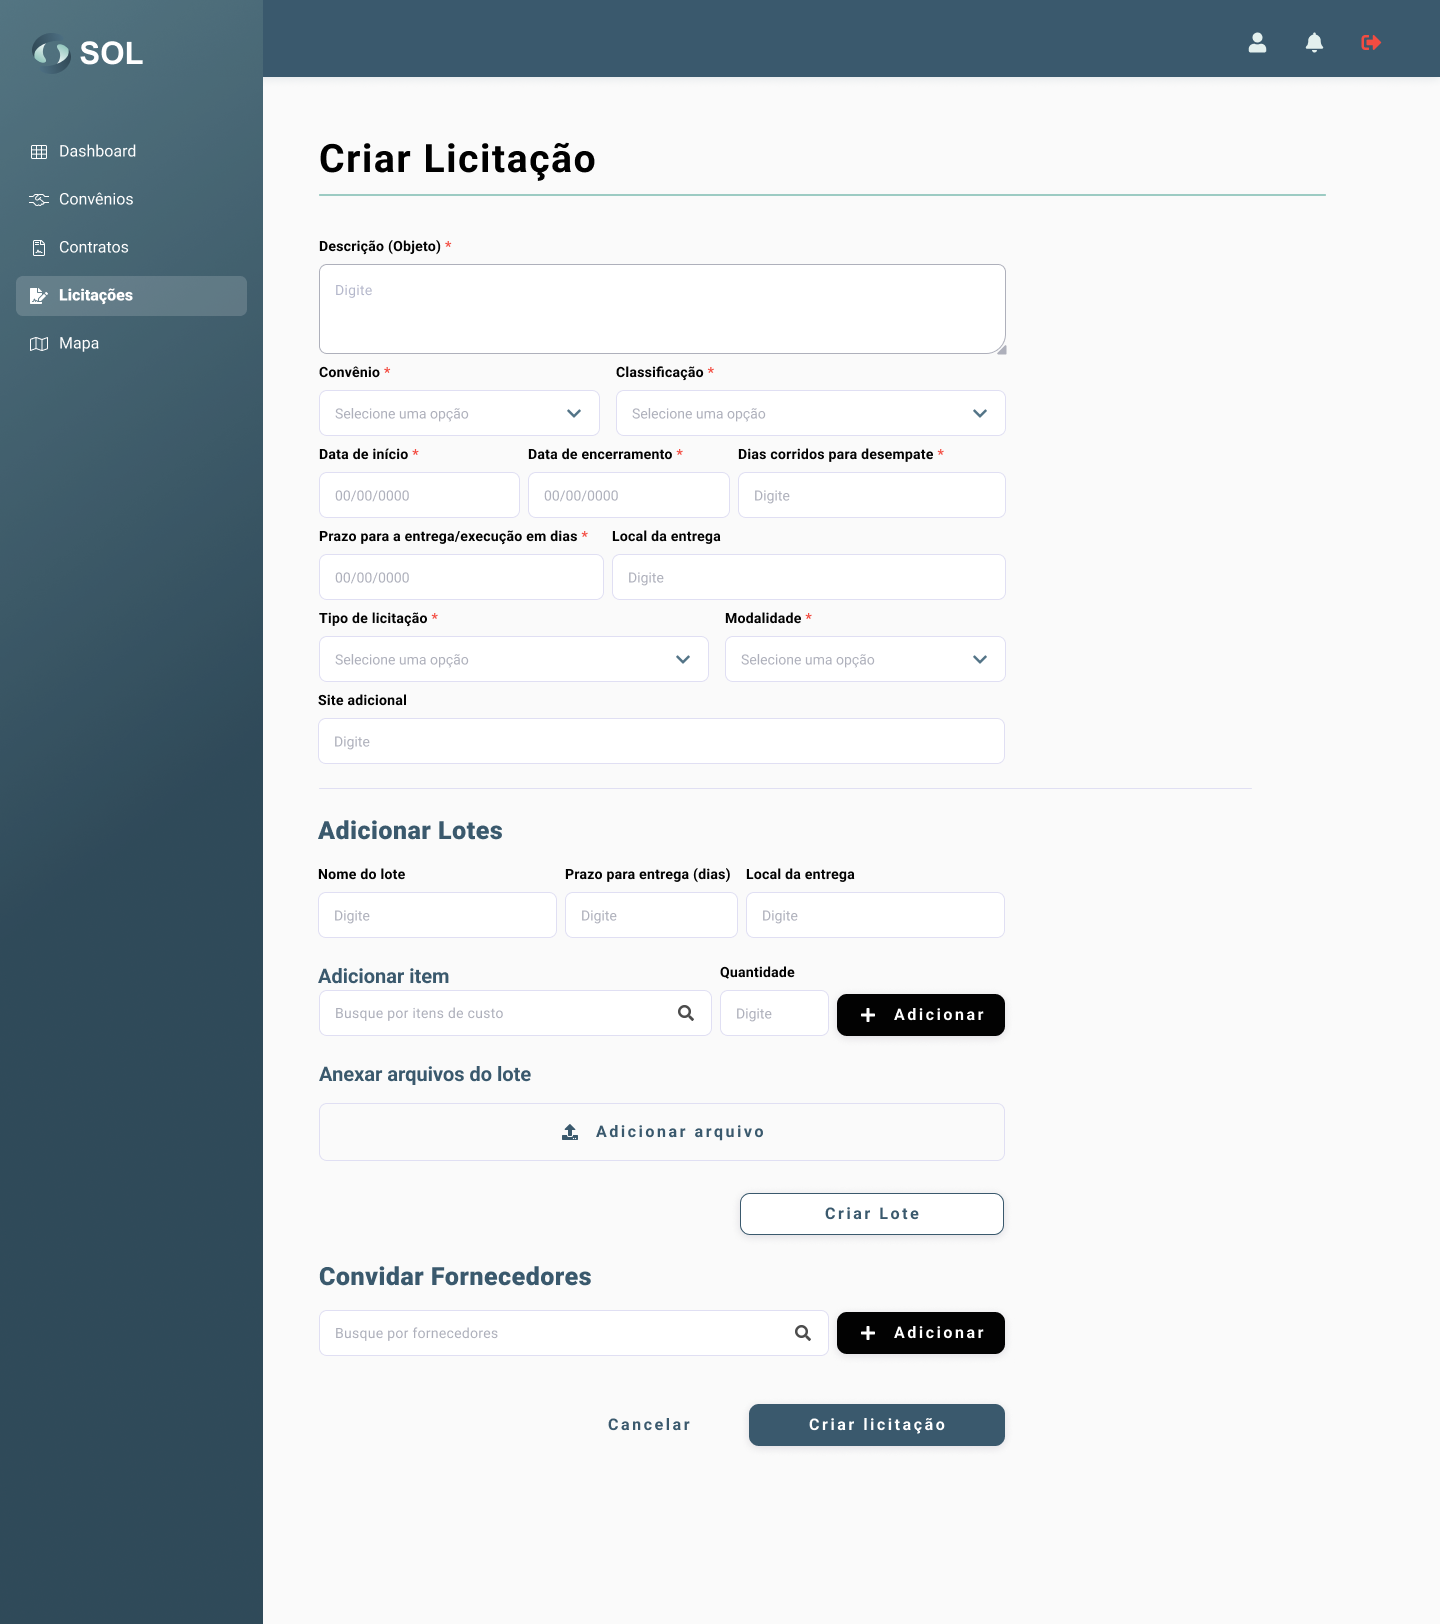 SOL
Dashboard
Convênios
Contratos
Licitações
Mapa
Criar Licitação
Descrição (Objeto) *
Digite
Convênio * Classificação *
Selecione uma opção Selecione uma opção
Data de início * Data de encerramento * Dias corridos para desempate *
00/00/0000 00/00/0000 Digite
Prazo para a entrega/execução em dias * Local da entrega
00/00/0000 Digite
Tipo de licitação * Modalidade *
Selecione uma opção Selecione uma opção
Site adicional
Digite
Adicionar Lotes
Nome do lote Prazo para entrega (dias) Local da entrega
Digite Digite Digite
Adicionar item Quantidade
Busque por itens de custo Digite Adicionar
Anexar arquivos do lote
Adicionar arquivo
Criar Lote
Convidar Fornecedores
Busque por fornecedores Adicionar
Cancelar Criar licitação